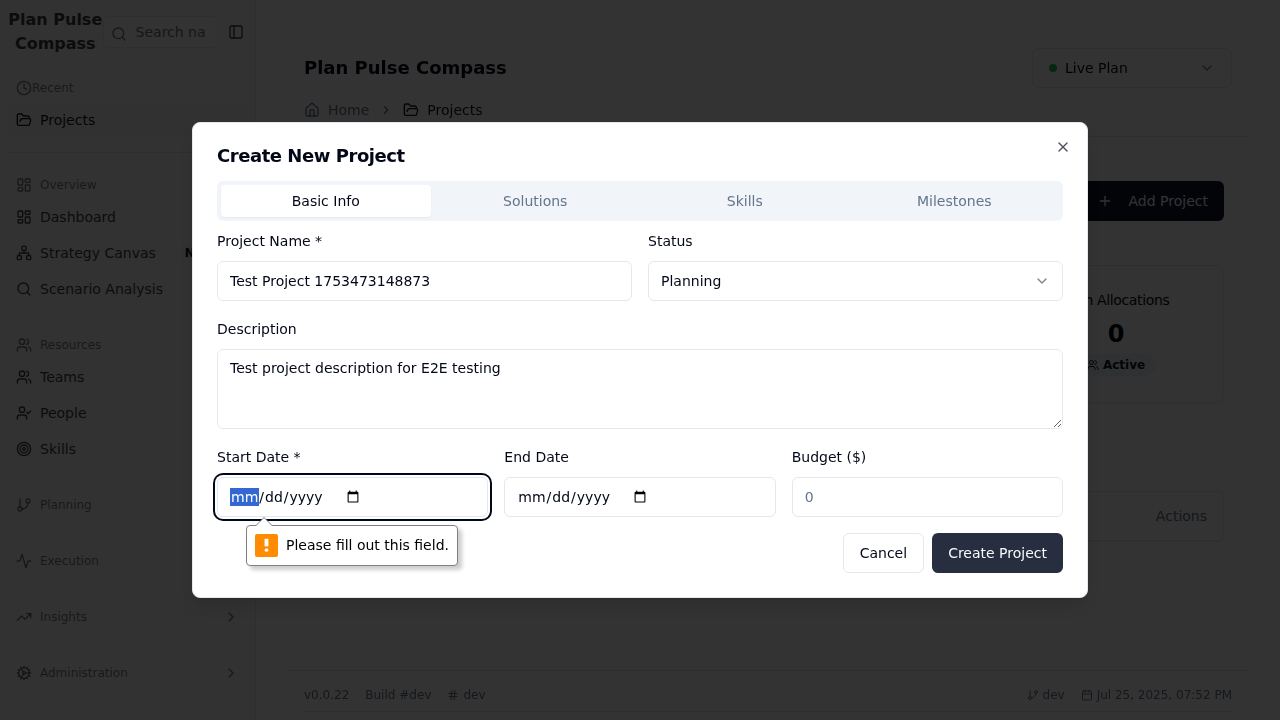 Plan Pulse
Compass
Search na
Recent
Projects
Overview
Dashboard
Strategy Canvas
Scenario Analysis
Resources
Teams
People
Skills
Planning
Execution
Insights
Administration
Plan Pulse Compass
Live Plan
Home
Projects
Add Project
Allocations
0
Active
Actions
Create New Project
Basic Info
Solutions
Skills
Milestones
Project Name *
Status
Test Project 1753473148873
Planning
Description
Test project description for E2E testing
Start Date *
End Date
Budget ($)
mm/dd/yyyy
mm/dd/yyyy
0
Please fill out this field.
Cancel
Create Project
v0.0.22
Build #dev
# dev
dev
Jul 25, 2025, 07:52 PM